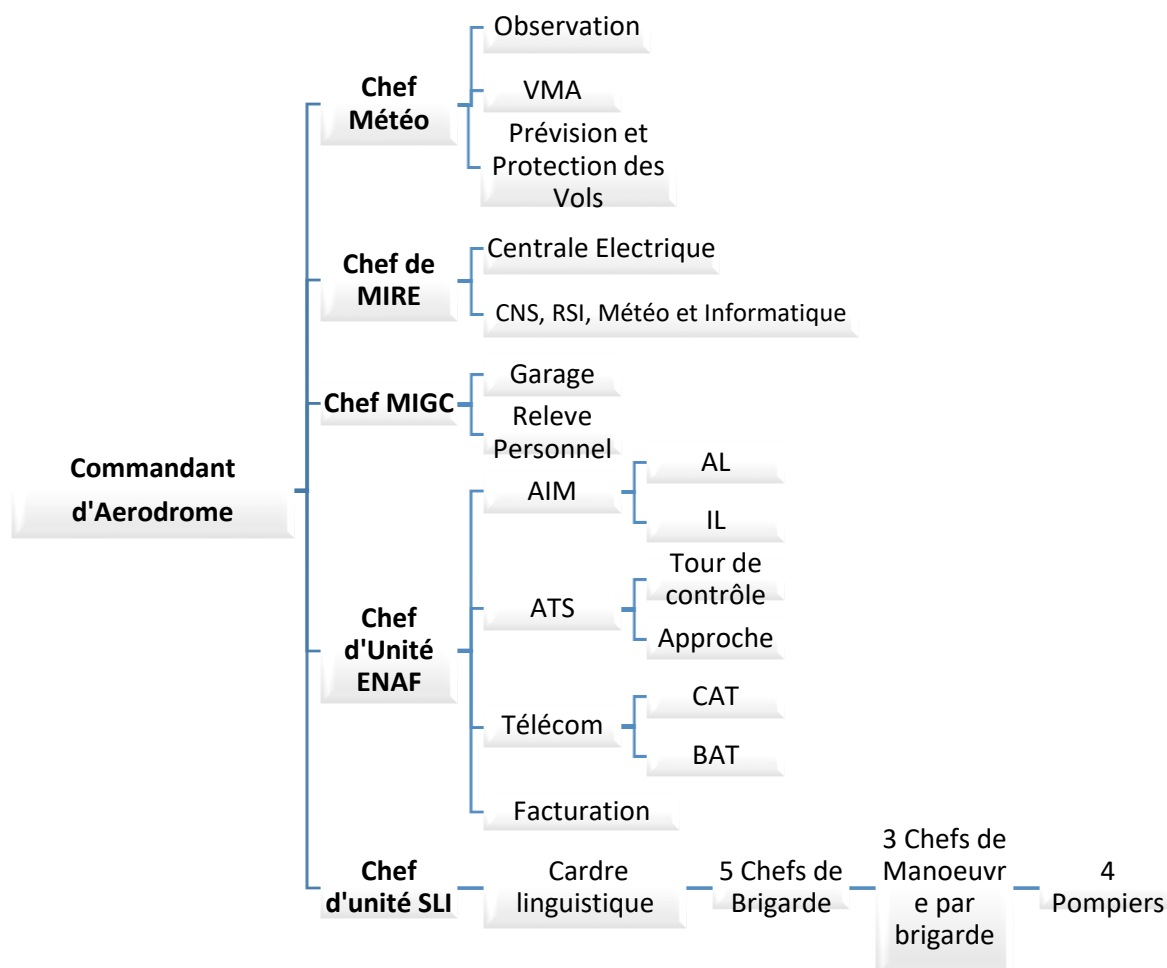 Observation
Chef
Météo
VMA
Prévision et
Protection des
Vols
Chef de
MIRE
Centrale Electrique
CNS, RSI, Météo et Informatique
Chef MIGC
Garage
Releve
Personnel
Commandant
d'Aerodrome
Chef
d'Unité
ENAF
AIM
AL
IL
ATS
Tour de
contrôle
Approche
Télécom
CAT
BAT
Facturation
Chef
d'unité SLI
Cardre
linguistique
5 Chefs de
Brigarde
3 Chefs de
Manoeuvr
e par
brigarde
4
Pompiers